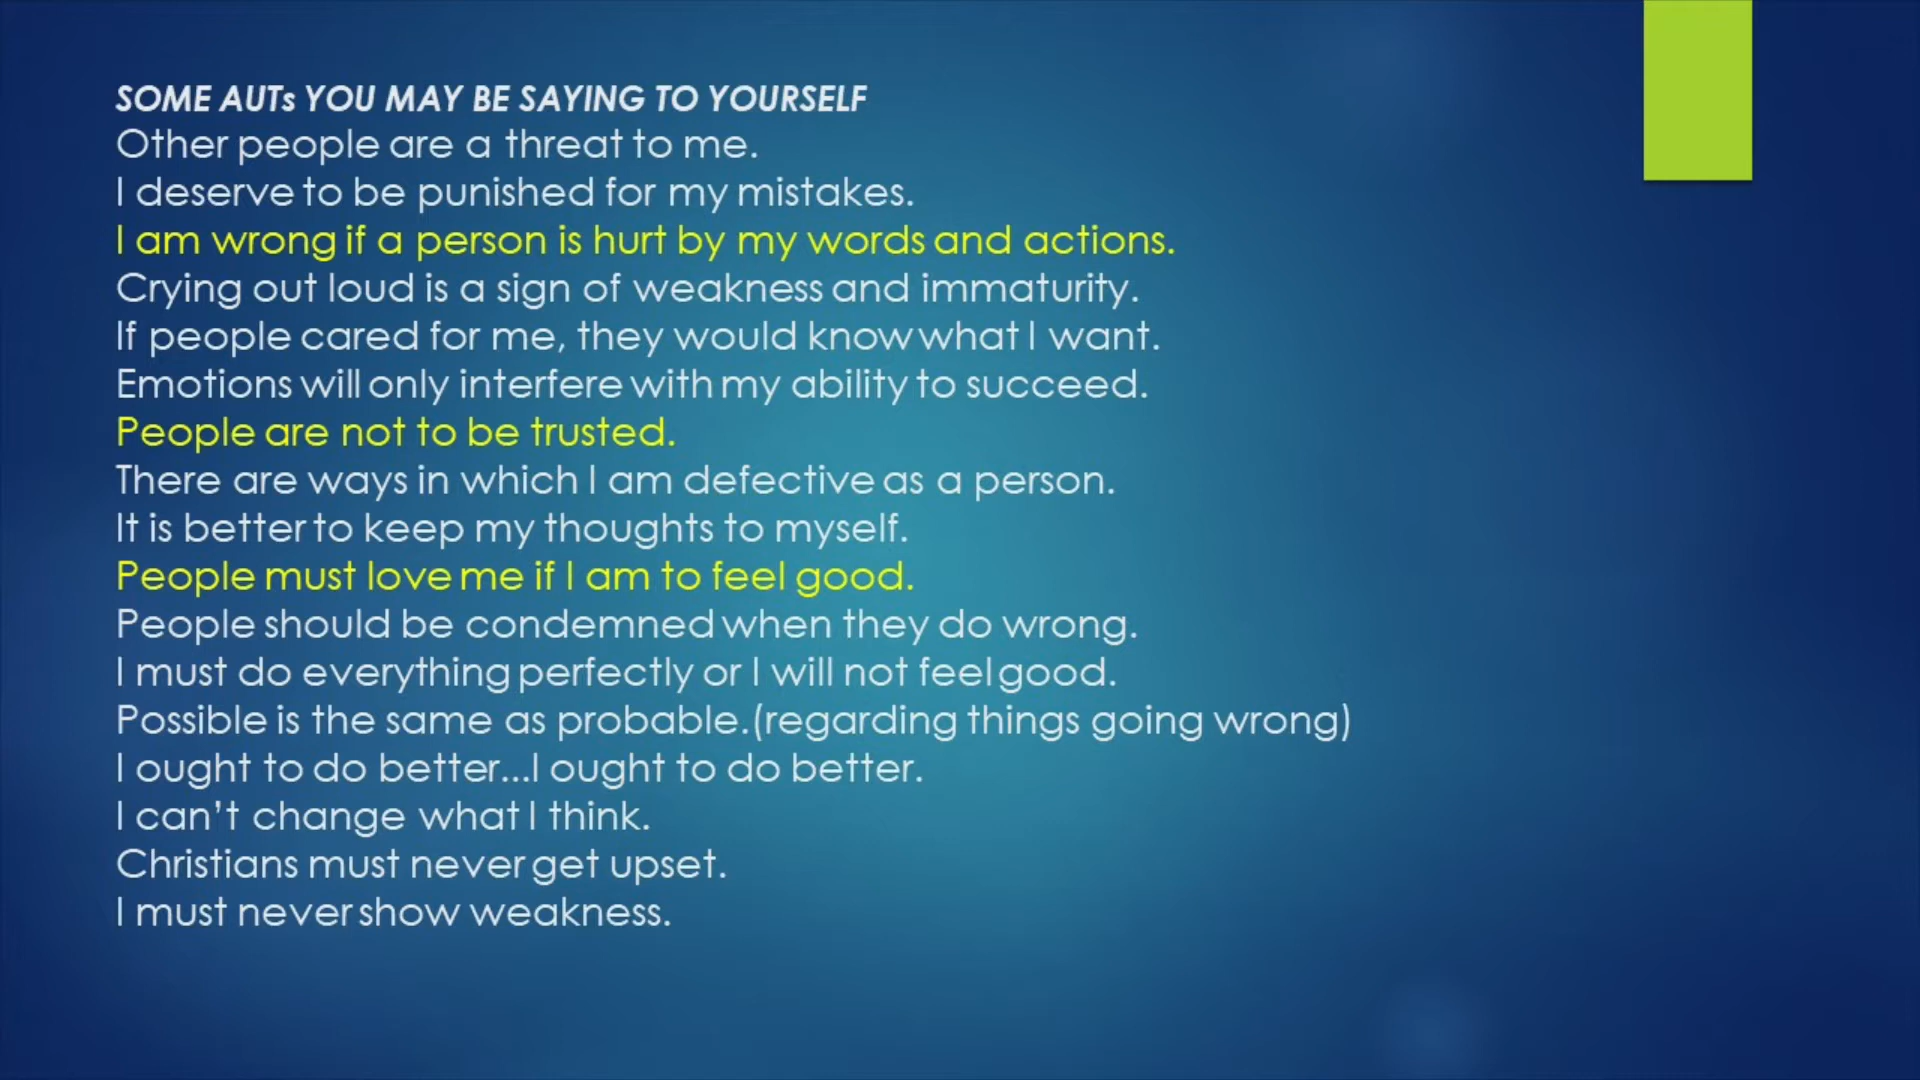 SOME AUTs YOU MAY BE SAYING TO YOURSELF
Other people are a threat to me.
I deserve to be punished for my mistakes.
I am wrong if a person is hurt by my words and actions.
Crying out loud is a sign of weakness and immaturity.
If people cared for me, they would know what I want.
Emotions will only interfere with my ability to succeed.
People are not to be trusted.
There are ways in which I am defective as a person.
It is better to keep my thoughts to myself.
People must love me if I am to feel good.
People should be condemned when they do wrong.
I must do everything perfectly or I will not feel good.
Possible is the same as probable.(regarding things going wrong)
I ought to do better...I ought to do better.
I can't change what I think.
Christians must never get upset.
I must never show weakness.